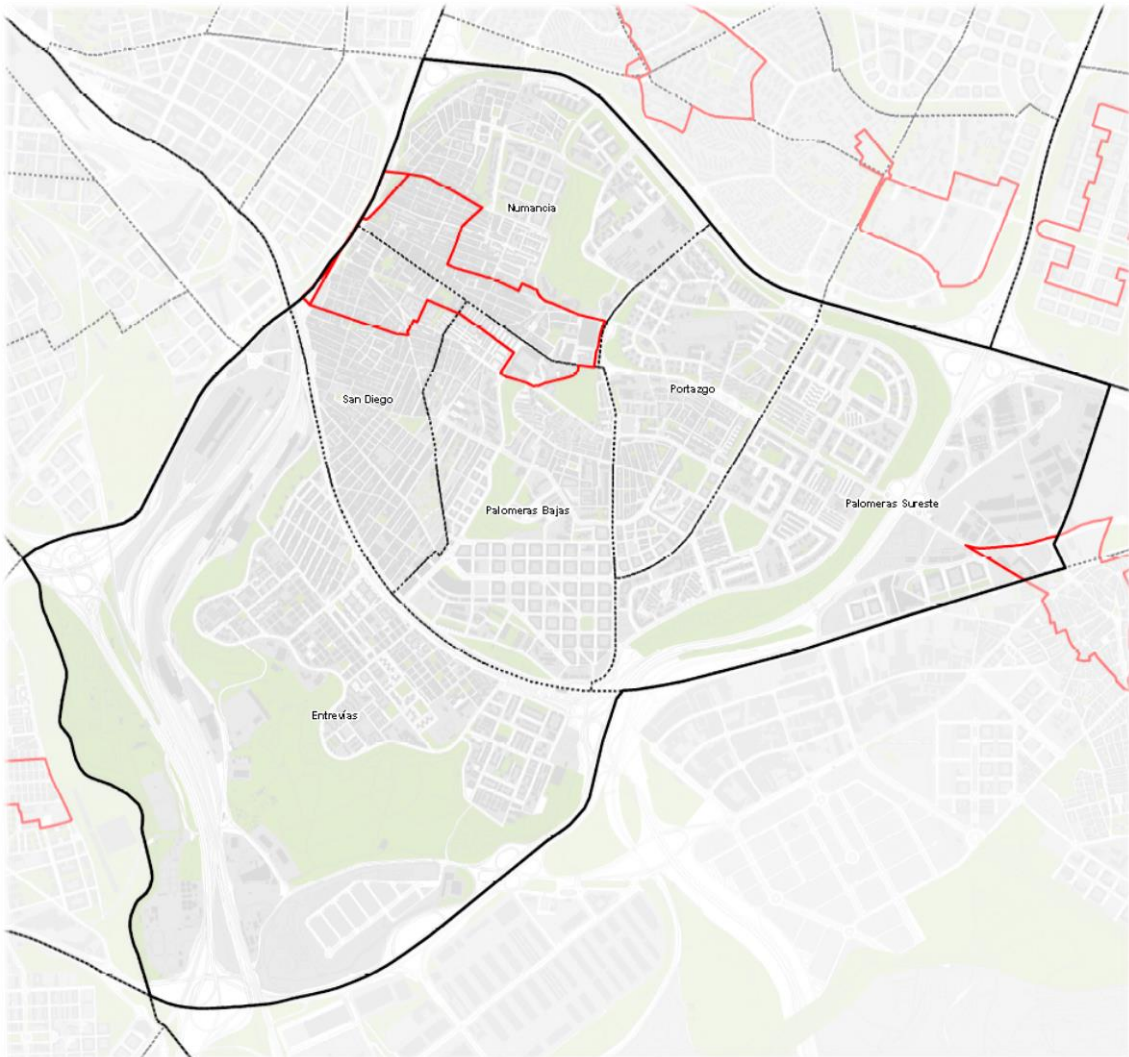 Numancia
Portazgo
San Diego
Palomeras Sureste
Palomeras Bajas
Entrevías